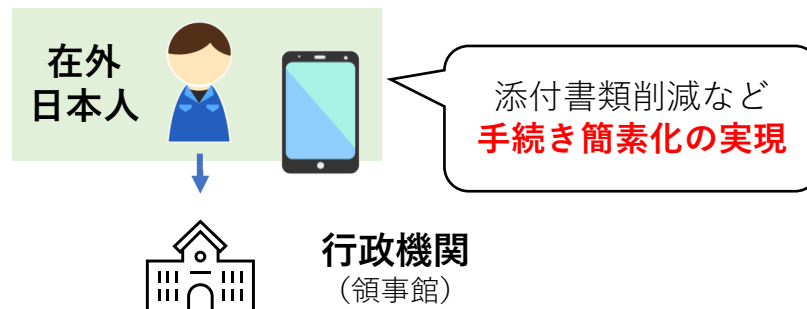 在外
日本人
添付書類削減など
手続き簡素化の実現
行政機関
（領事館）